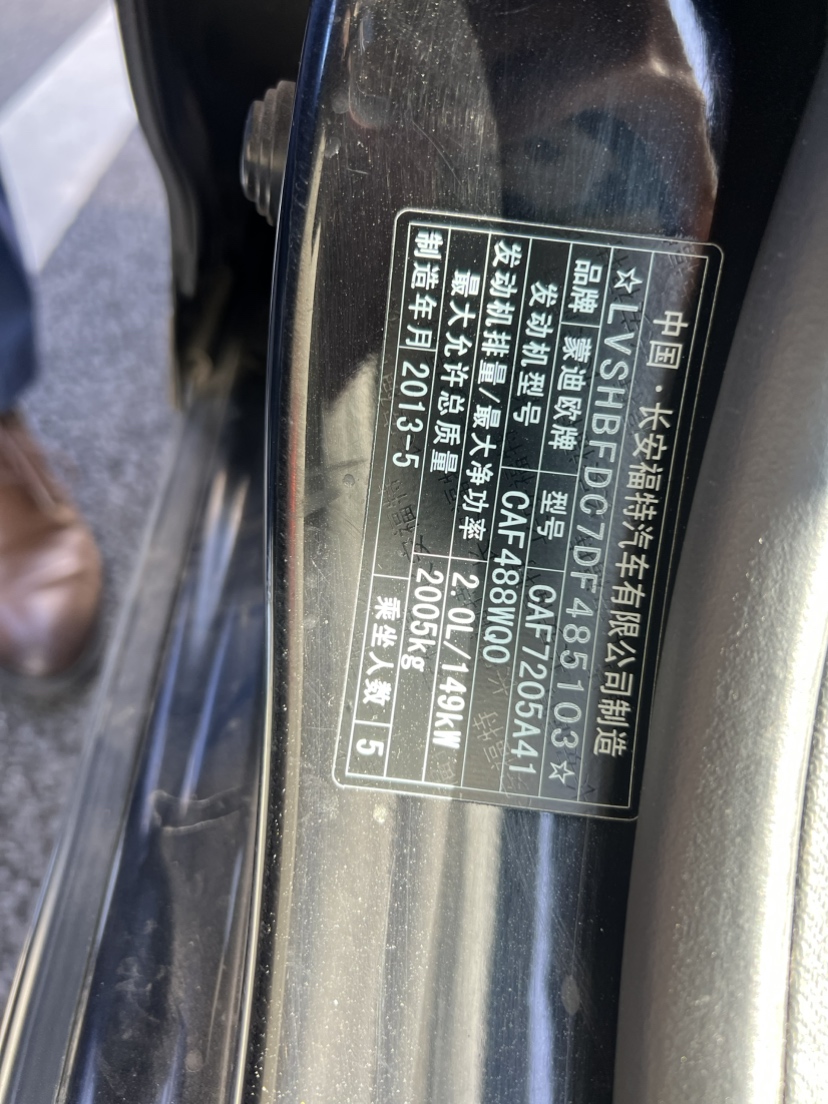 中国·长安福特汽车有限公司制造
☆LVSHBFDC7DF485103☆
品牌 蒙迪欧牌 型号 CAF7205A41
发动机型号 CAF488WQ0
发动机排量/最大净功率 2.0L/149kW
最大允许总质量 2005kg
制造年月 2013-5 乘坐人数 5